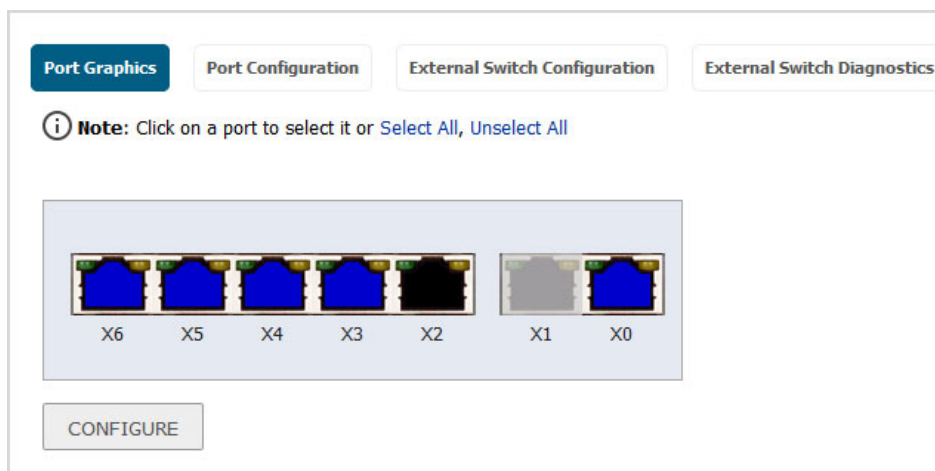 Port Graphics Port Configuration External Switch Configuration External Switch Diagnostics
Note: Click on a port to select it or Select All, Unselect All
X6 X5 X4 X3 X2 X1 X0
CONFIGURE